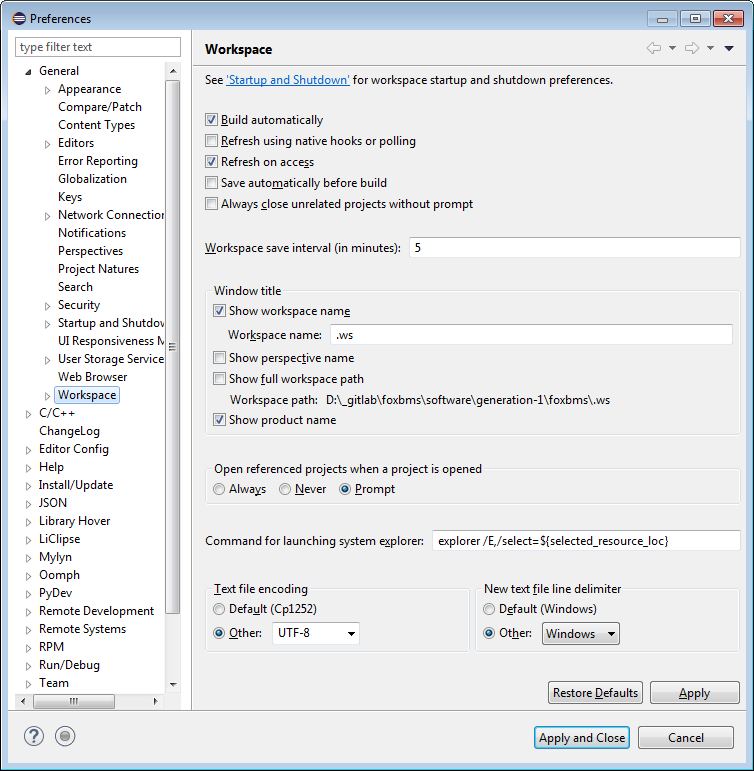 Preferences
type filter text
General
Appearance
Compare/Patch
Content Types
Editors
Error Reporting
Globalization
Keys
Network Connection
Notifications
Perspectives
Project Natures
Search
Security
Startup and Shutdov
UI Responsiveness M
User Storage Service
Web Browser
Workspace
C/C++
ChangeLog
Editor Config
Help
Install/Update
JSON
Library Hover
LiClipse
Mylyn
Oomph
PyDev
Remote Development
Remote Systems
RPM
Run/Debug
Team
Workspace
See 'Startup and Shutdown' for workspace startup and shutdown preferences.
Build automatically
Refresh using native hooks or polling
Refresh on access
Save automatically before build
Always close unrelated projects without prompt
Workspace save interval (in minutes): 5
Window title
Show workspace name
Workspace name: .ws
Show perspective name
Show full workspace path
Workspace path: D:\_gitlab\foxbms\software\generation-1\foxbms\.ws
Show product name
Open referenced projects when a project is opened
Always Never Prompt
Command for launching system explorer: explorer /E,/select=${selected_resource_loc}
Text file encoding
Default (Cp1252)
Other: UTF-8
New text file line delimiter
Default (Windows)
Other: Windows
Restore Defaults Apply
? Apply and Close Cancel